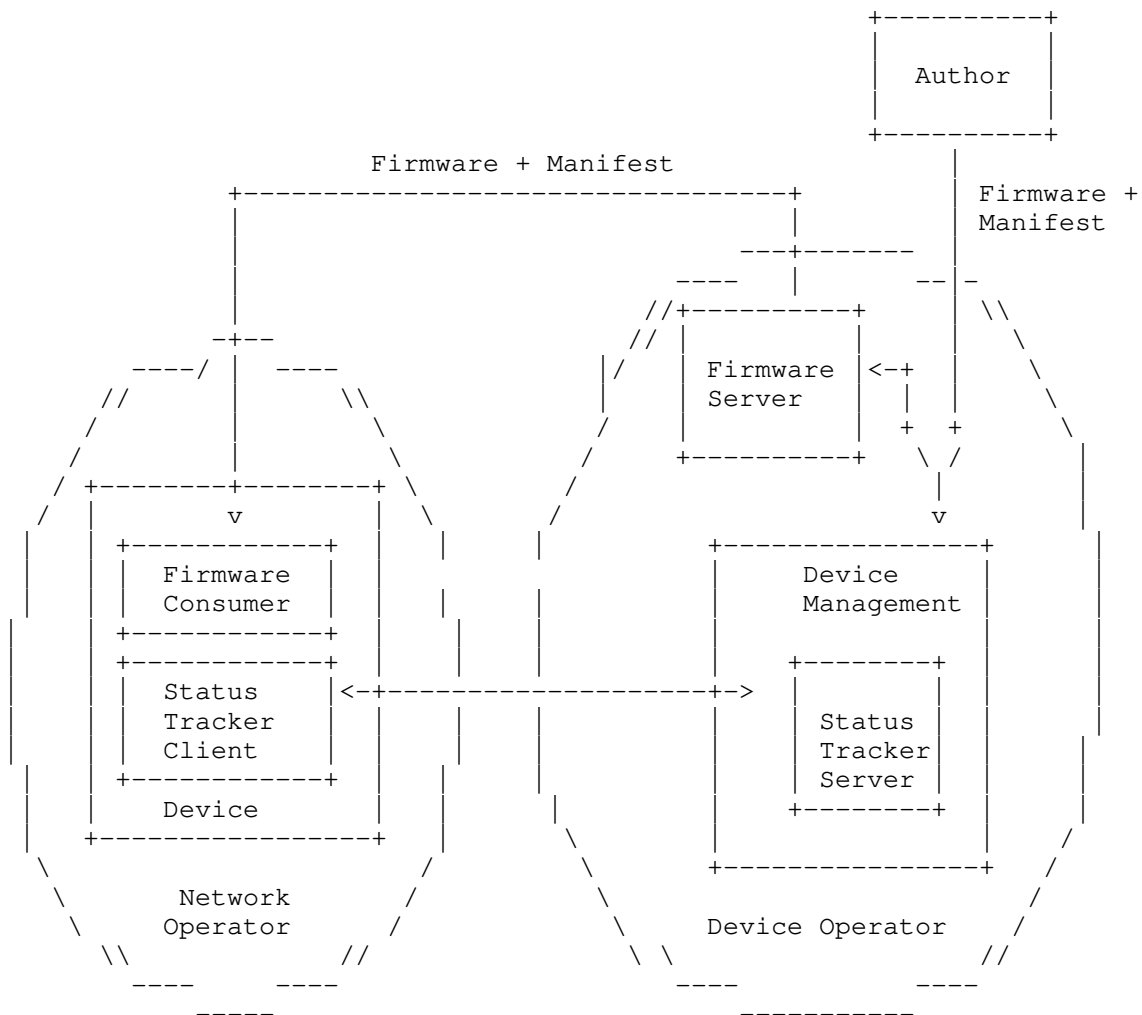 Author
Firmware + Manifest
Firmware +
Manifest
Firmware
Server
Firmware
Consumer
Device
Management
Status
Tracker
Client
Status
Tracker
Server
Device
Network
Operator
Device Operator